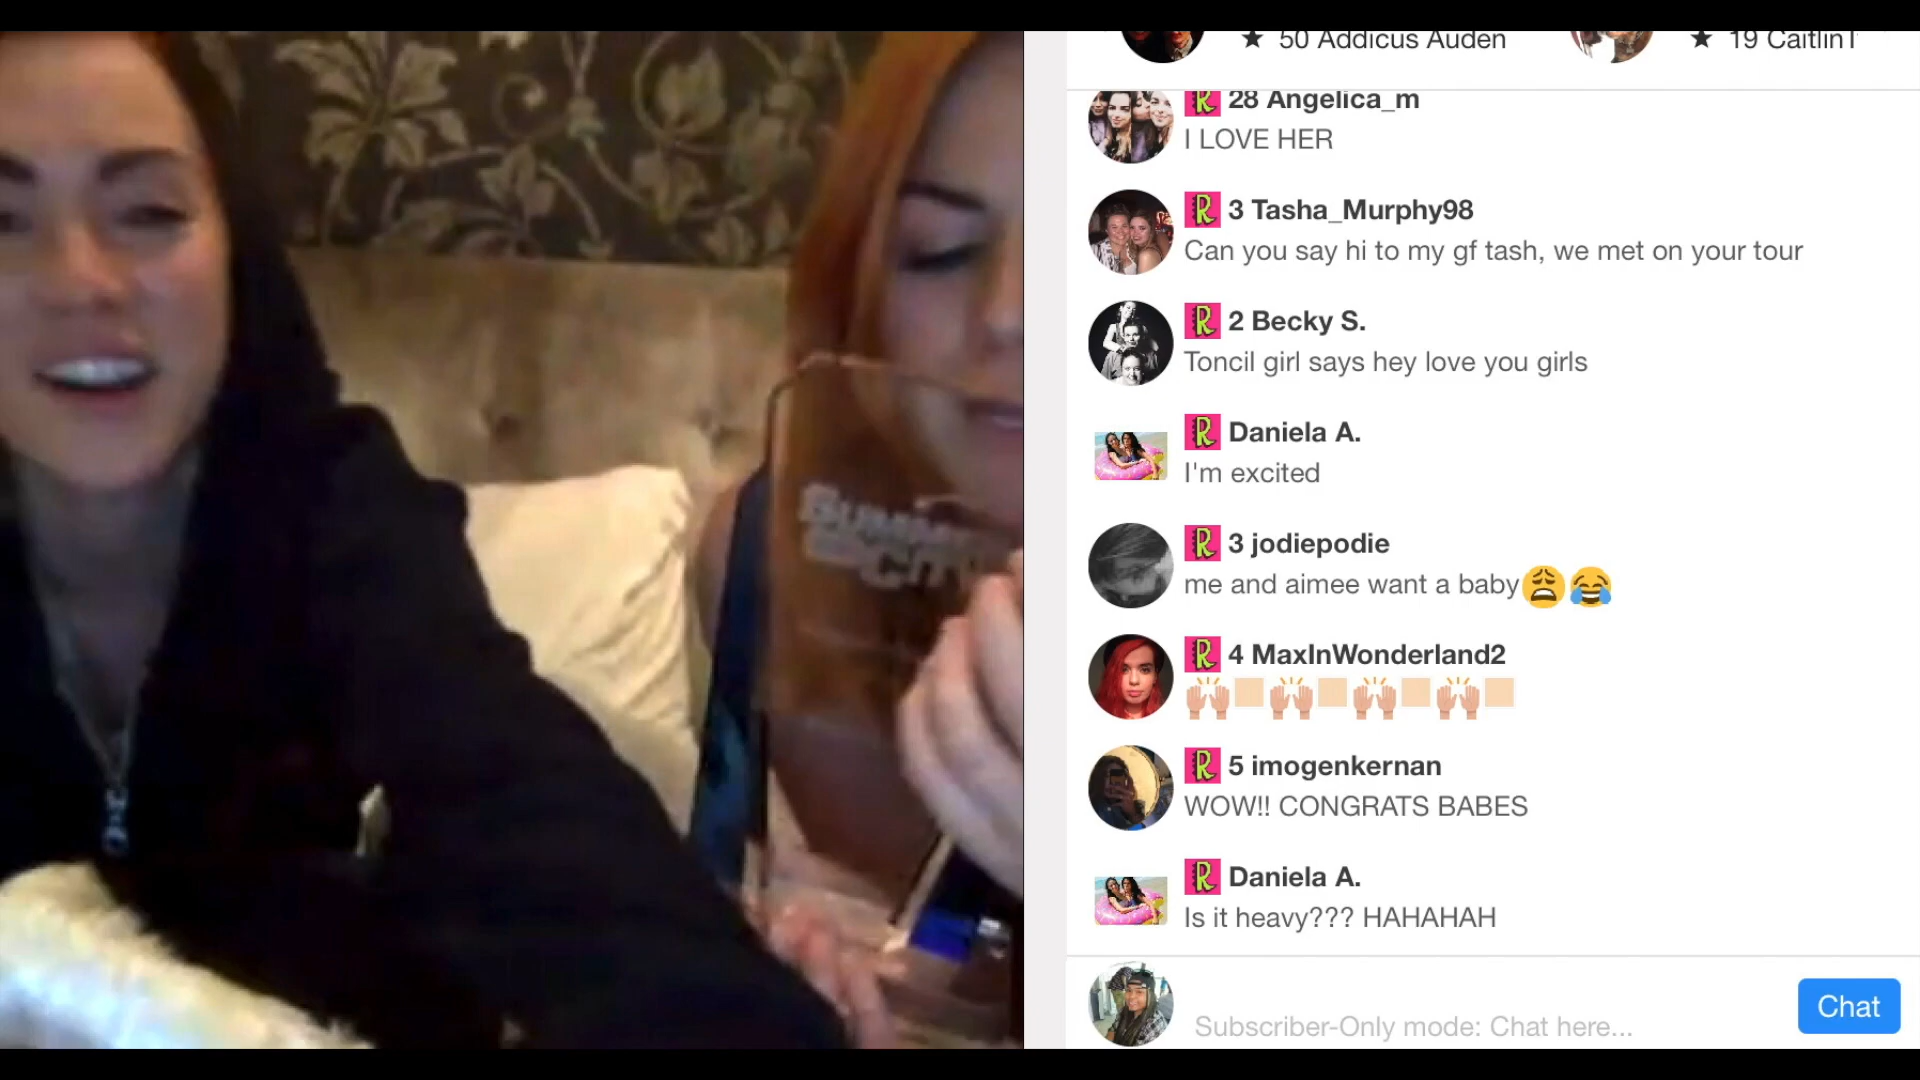 ★ 50 Addicus Auden
★ 19 Caitlin
R 28 Angelica_m
I LOVE HER
R 3 Tasha_Murphy98
Can you say hi to my gf tash, we met on your tour
R 2 Becky S.
Toncil girl says hey love you girls
R Daniela A.
I'm excited
R 3 jodiepodie
me and aimee want a baby😩😂
R 4 MaxInWonderland2
🙌🏼🙌🏼🙌🏼🙌🏼
R 5 imogenkernan
WOW!! CONGRATS BABES
R Daniela A.
Is it heavy??? HAHAHAH
Subscriber-Only mode: Chat here...
Chat